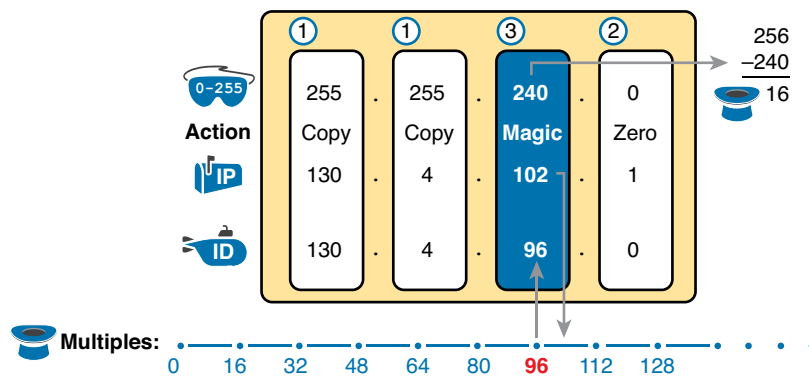 1 1 3 2
256
–240
16
0–255 255 . 255 . 240 . 0
Action Copy Copy Magic Zero
IP 130 . 4 . 102 . 1
ID 130 . 4 . 96 . 0
Multiples:
0 16 32 48 64 80 96 112 128